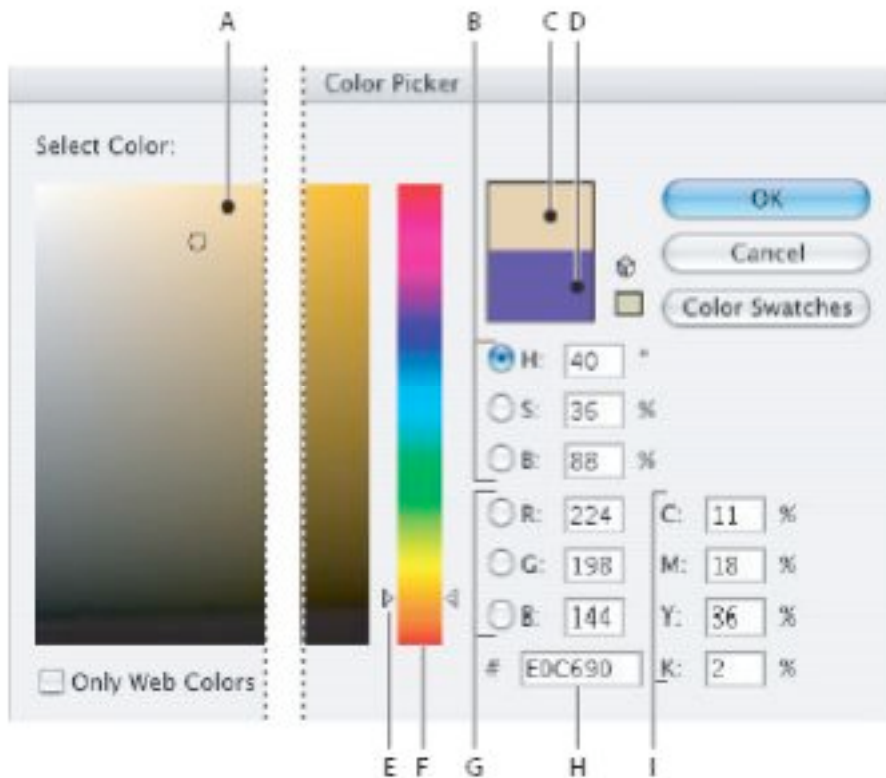 A B C D
Color Picker
Select Color:
OK
Cancel
Color Swatches
H: 40 °
S: 36 %
B: 88 %
R: 224 C: 11 %
G: 198 M: 18 %
B: 144 Y: 36 %
Only Web Colors # E0C690 K: 2 %
E F G H I